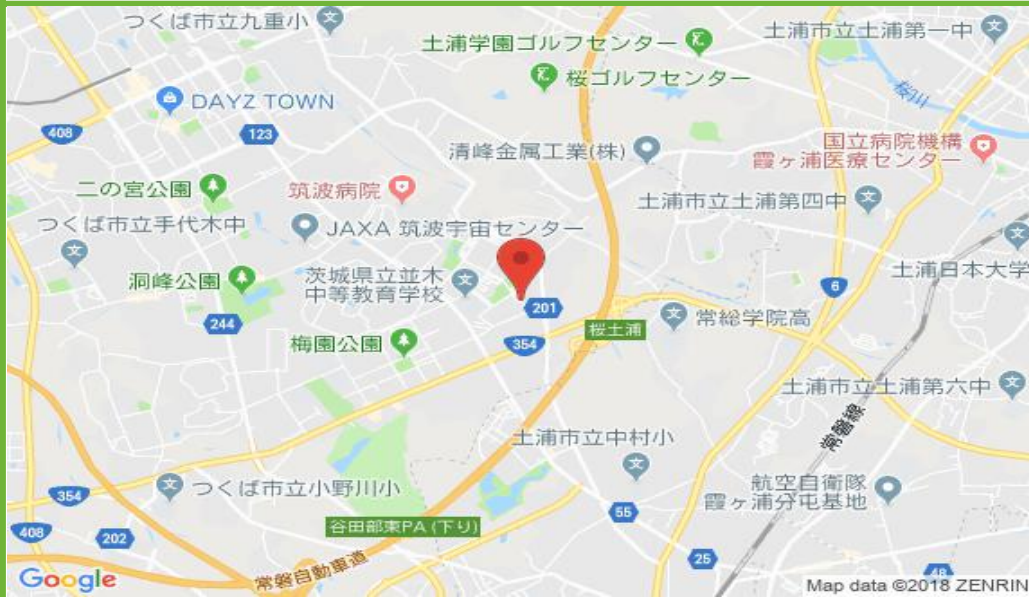 つくば市立九重小
土浦学園ゴルフセンター
土浦市立土浦第一中
桜ゴルフセンター
DAYZ TOWN
桜川
408
123
清峰金属工業(株)
国立病院機構
霞ヶ浦医療センター
二の宮公園
筑波病院
土浦市立土浦第四中
つくば市立手代木中
JAXA 筑波宇宙センター
土浦日本大学
洞峰公園
茨城県立並木
中等教育学校
6
201
244
桜土浦
常総学院高
梅園公園
354
土浦市立土浦第六中
常磐線
土浦市立中村小
つくば市立小野川小
航空自衛隊
霞ヶ浦分屯基地
354
55
谷田部東PA (下り)
408
202
25
常磐自動車道
48
Google
Map data ©2018 ZENRIN